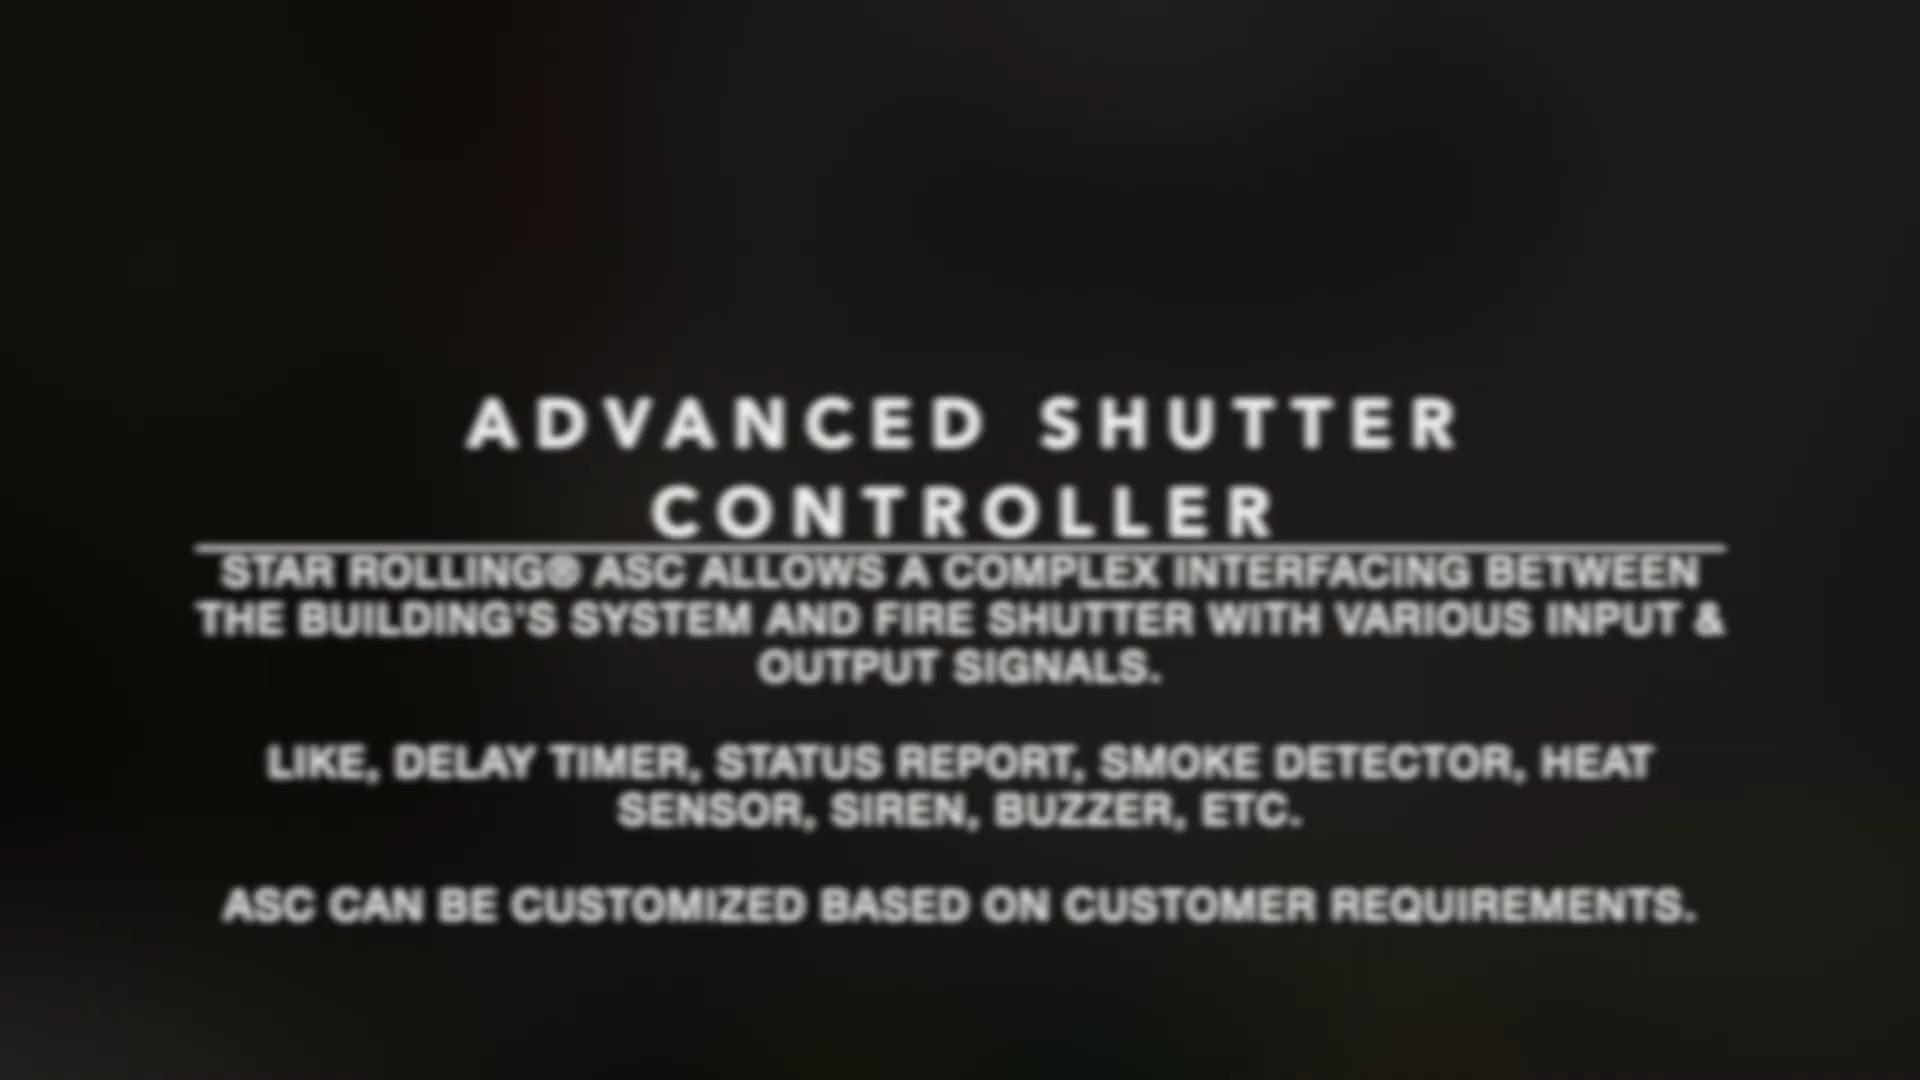 ADVANCED SHUTTER
CONTROLLER
STAR ROLLING® ASC ALLOWS A COMPLEX INTERFACING BETWEEN
THE BUILDING'S SYSTEM AND FIRE SHUTTER WITH VARIOUS INPUT &
OUTPUT SIGNALS.
LIKE, DELAY TIMER, STATUS REPORT, SMOKE DETECTOR, HEAT
SENSOR, SIREN, BUZZER, ETC.
ASC CAN BE CUSTOMIZED BASED ON CUSTOMER REQUIREMENTS.